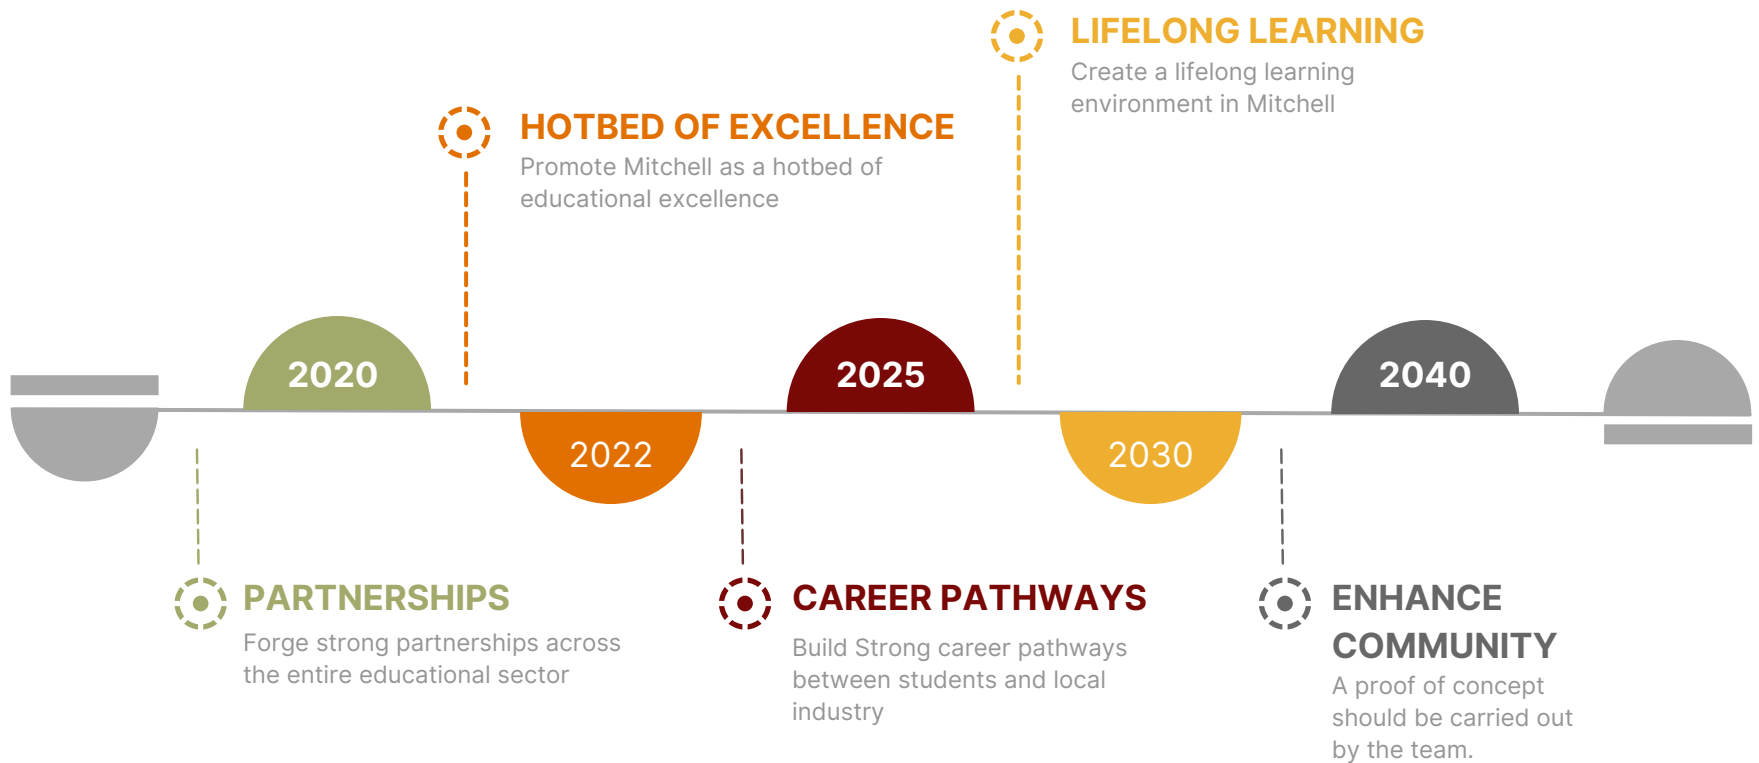 LIFELONG LEARNING
Create a lifelong learning
environment in Mitchell
HOTBED OF EXCELLENCE
Promote Mitchell as a hotbed of
educational excellence
2020
2025
2040
2022
2030
PARTNERSHIPS
Forge strong partnerships across
the entire educational sector
CAREER PATHWAYS
Build Strong career pathways
between students and local
industry
ENHANCE
COMMUNITY
A proof of concept
should be carried out
by the team.